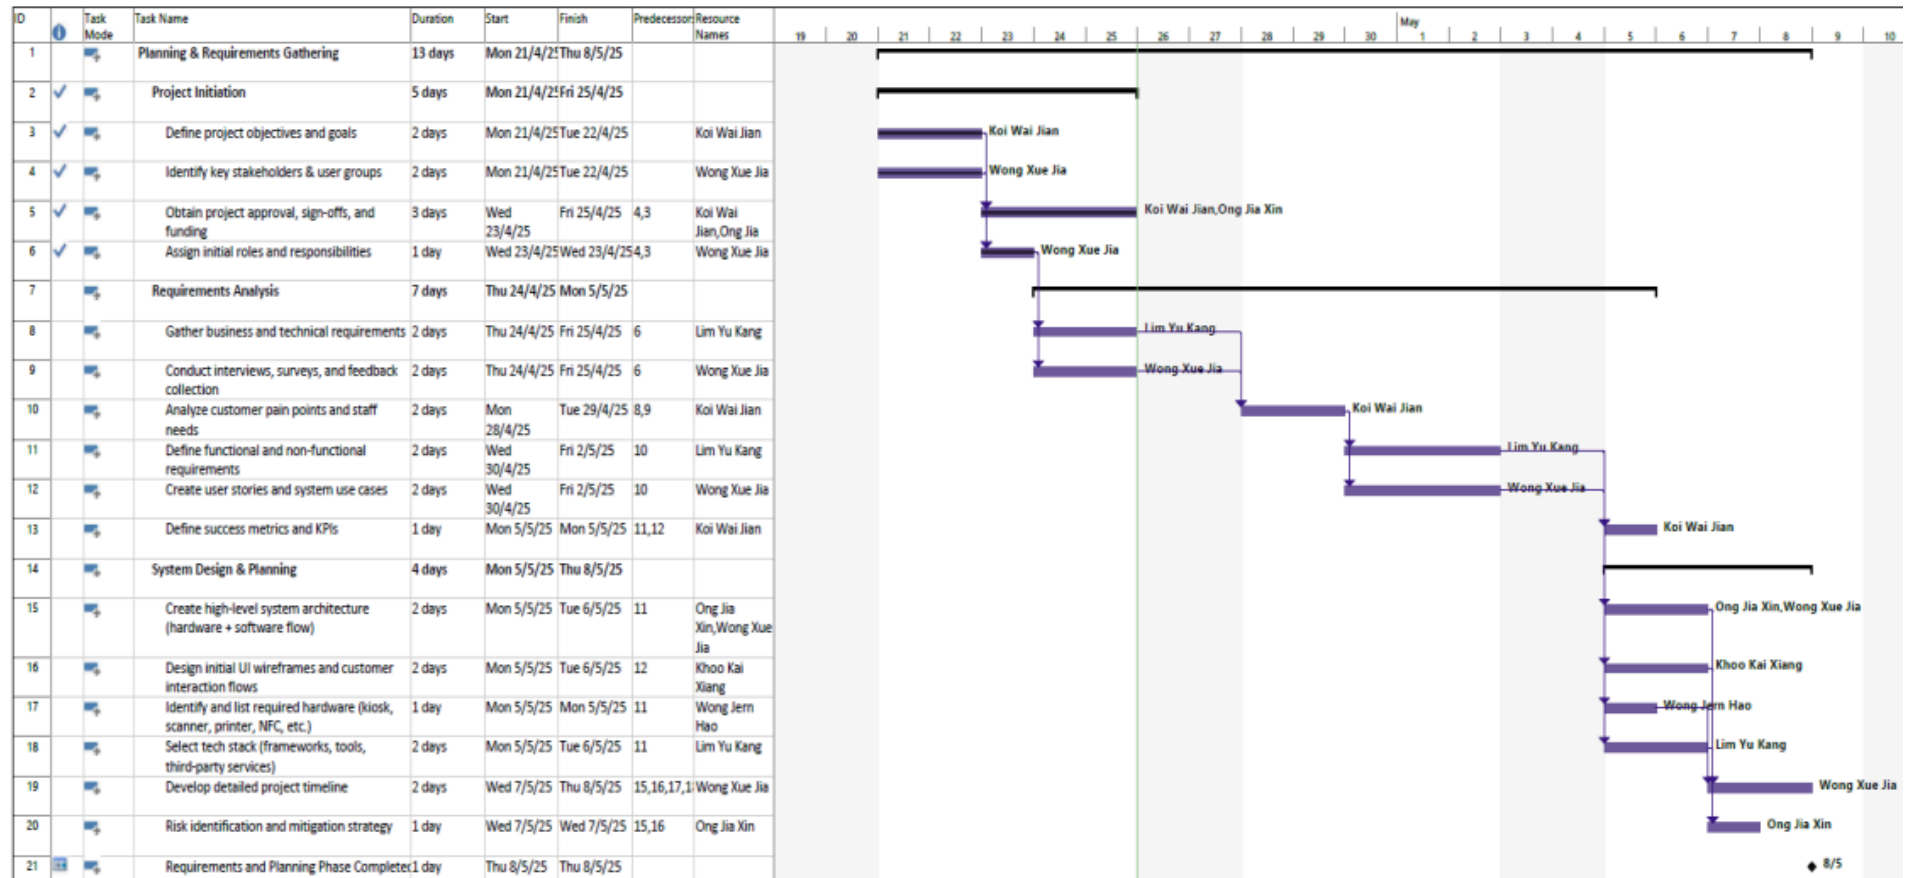 ID Task Mode Task Name Duration Start Finish Predecessors Resource Names
May
19 20 21 22 23 24 25 26 27 28 29 30 1 2 3 4 5 6 7 8 9 10
1 Planning & Requirements Gathering 13 days Mon 21/4/25 Thu 8/5/25
2 Project Initiation 5 days Mon 21/4/25 Fri 25/4/25
3 Define project objectives and goals 2 days Mon 21/4/25 Tue 22/4/25 Koi Wai Jian Koi Wai Jian
4 Identify key stakeholders & user groups 2 days Mon 21/4/25 Tue 22/4/25 Wong Xue Jia Wong Xue Jia
5 Obtain project approval, sign-offs, and funding 3 days Wed 23/4/25 Fri 25/4/25 4,3 Koi Wai Jian,Ong Jia Koi Wai Jian,Ong Jia Xin
6 Assign initial roles and responsibilities 1 day Wed 23/4/25 Wed 23/4/25 4,3 Wong Xue Jia Wong Xue Jia
7 Requirements Analysis 7 days Thu 24/4/25 Mon 5/5/25
8 Gather business and technical requirements 2 days Thu 24/4/25 Fri 25/4/25 6 Lim Yu Kang Lim Yu Kang
9 Conduct interviews, surveys, and feedback collection 2 days Thu 24/4/25 Fri 25/4/25 6 Wong Xue Jia Wong Xue Jia
10 Analyze customer pain points and staff needs 2 days Mon 28/4/25 Tue 29/4/25 8,9 Koi Wai Jian Koi Wai Jian
11 Define functional and non-functional requirements 2 days Wed 30/4/25 Fri 2/5/25 10 Lim Yu Kang Lim Yu Kang
12 Create user stories and system use cases 2 days Wed 30/4/25 Fri 2/5/25 10 Wong Xue Jia Wong Xue Jia
13 Define success metrics and KPIs 1 day Mon 5/5/25 Mon 5/5/25 11,12 Koi Wai Jian Koi Wai Jian
14 System Design & Planning 4 days Mon 5/5/25 Thu 8/5/25
15 Create high-level system architecture (hardware + software flow) 2 days Mon 5/5/25 Tue 6/5/25 11 Ong Jia Xin,Wong Xue Jia Ong Jia Xin,Wong Xue Jia
16 Design initial UI wireframes and customer interaction flows 2 days Mon 5/5/25 Tue 6/5/25 12 Khoo Kai Xiang Khoo Kai Xiang
17 Identify and list required hardware (kiosk, scanner, printer, NFC, etc.) 1 day Mon 5/5/25 Mon 5/5/25 11 Wong Jern Hao Wong Jern Hao
18 Select tech stack (frameworks, tools, third-party services) 2 days Mon 5/5/25 Tue 6/5/25 11 Lim Yu Kang Lim Yu Kang
19 Develop detailed project timeline 2 days Wed 7/5/25 Thu 8/5/25 15,16,17,1 Wong Xue Jia Wong Xue Jia
20 Risk identification and mitigation strategy 1 day Wed 7/5/25 Wed 7/5/25 15,16 Ong Jia Xin Ong Jia Xin
21 Requirements and Planning Phase Completed 1 day Thu 8/5/25 Thu 8/5/25 8/5